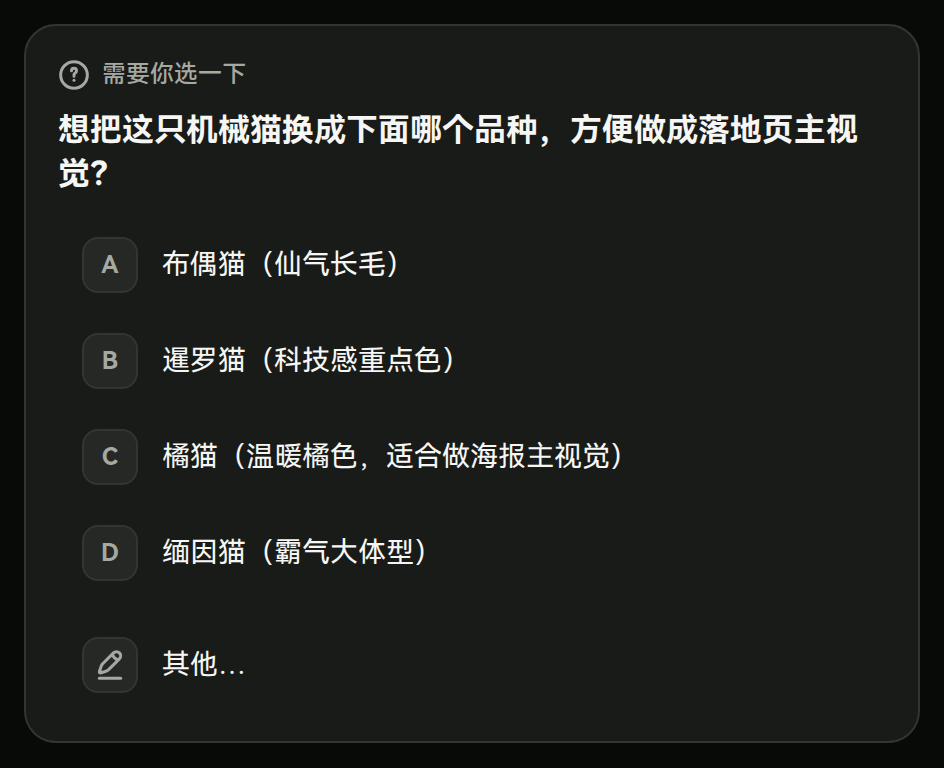 需要你选一下
想把这只机械猫换成下面哪个品种，方便做成落地页主视
觉？
A 布偶猫（仙气长毛）
B 暹罗猫（科技感重点色）
C 橘猫（温暖橘色，适合做海报主视觉）
D 缅因猫（霸气大体型）
其他…